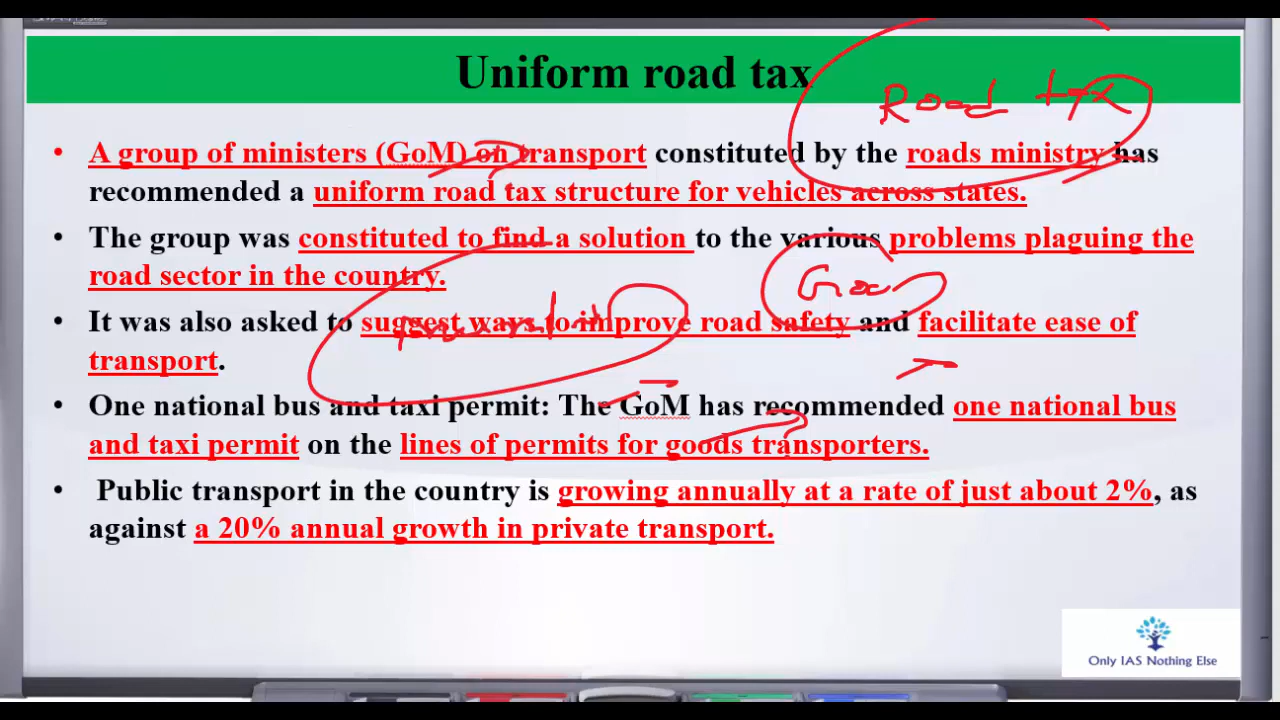 Uniform road tax
Road tax
• A group of ministers (GoM) on transport constituted by the roads ministry has
recommended a uniform road tax structure for vehicles across states.
• The group was constituted to find a solution to the various problems plaguing the
road sector in the country.
• It was also asked to suggest ways to improve road safety and facilitate ease of
transport.
• One national bus and taxi permit: The GoM has recommended one national bus
and taxi permit on the lines of permits for goods transporters.
• Public transport in the country is growing annually at a rate of just about 2%, as
against a 20% annual growth in private transport.
Only IAS Nothing Else